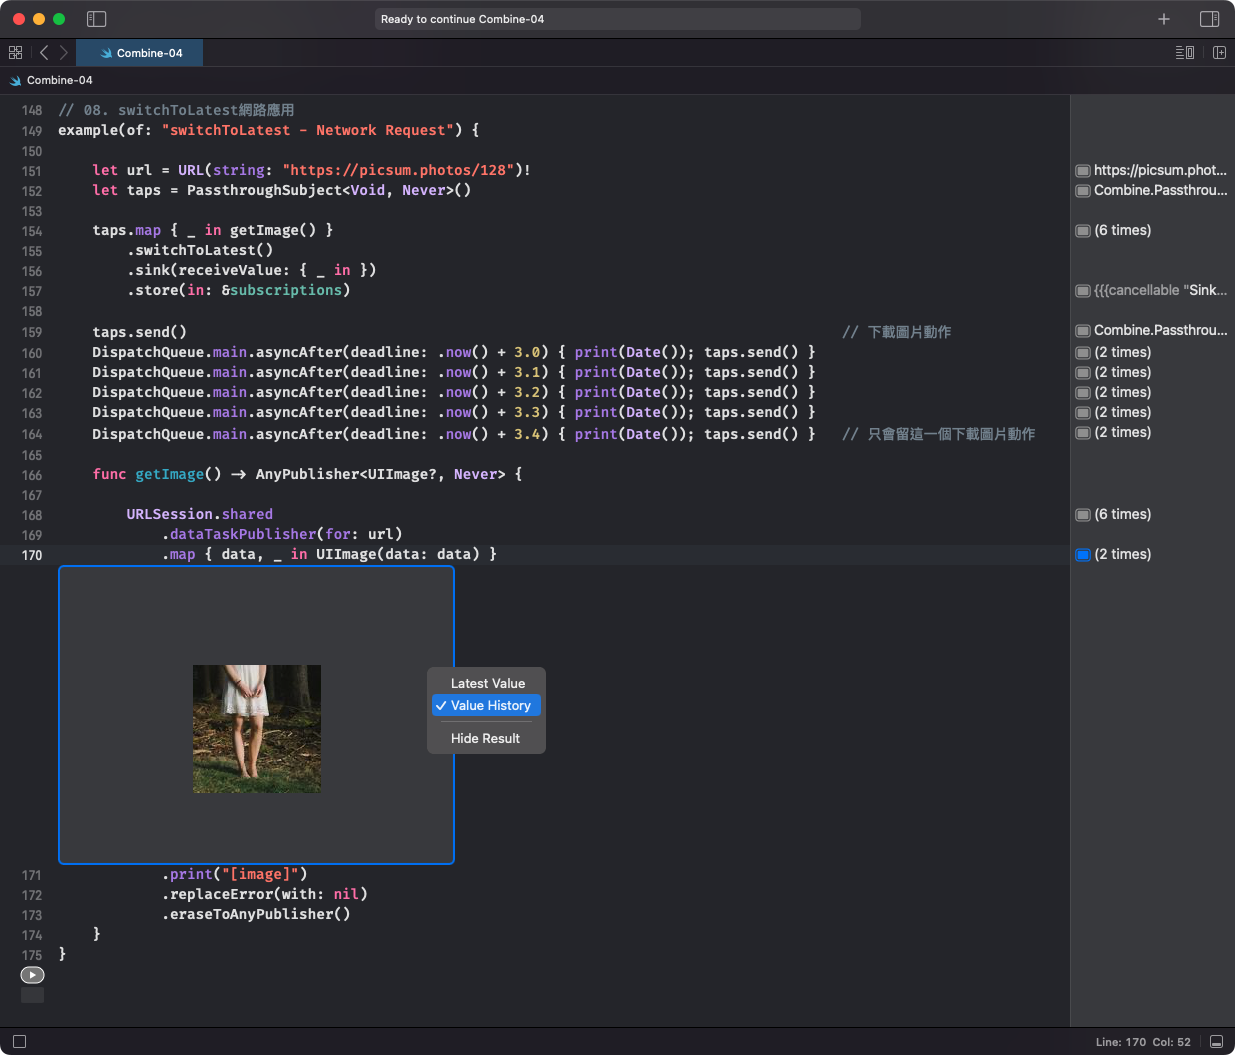 Ready to continue Combine-04
Combine-04
Combine-04
148 // 08. switchToLatest網路應用
149 example(of: "switchToLatest - Network Request") {
150
151 let url = URL(string: "https://picsum.photos/128")! https://picsum.phot...
152 let taps = PassthroughSubject<Void, Never>() Combine.Passthrou...
153
154 taps.map { _ in getImage() } (6 times)
155 .switchToLatest()
156 .sink(receiveValue: { _ in })
157 .store(in: &subscriptions) {{{cancellable "Sink...
158
159 taps.send() // 下載圖片動作 Combine.Passthrou...
160 DispatchQueue.main.asyncAfter(deadline: .now() + 3.0) { print(Date()); taps.send() } (2 times)
161 DispatchQueue.main.asyncAfter(deadline: .now() + 3.1) { print(Date()); taps.send() } (2 times)
162 DispatchQueue.main.asyncAfter(deadline: .now() + 3.2) { print(Date()); taps.send() } (2 times)
163 DispatchQueue.main.asyncAfter(deadline: .now() + 3.3) { print(Date()); taps.send() } (2 times)
164 DispatchQueue.main.asyncAfter(deadline: .now() + 3.4) { print(Date()); taps.send() } // 只會留這一個下載圖片動作 (2 times)
165
166 func getImage() -> AnyPublisher<UIImage?, Never> {
167
168 URLSession.shared (6 times)
169 .dataTaskPublisher(for: url)
170 .map { data, _ in UIImage(data: data) } (2 times)
Latest Value
✓ Value History
Hide Result
171 .print("[image]")
172 .replaceError(with: nil)
173 .eraseToAnyPublisher()
174 }
175 }
Line: 170 Col: 52